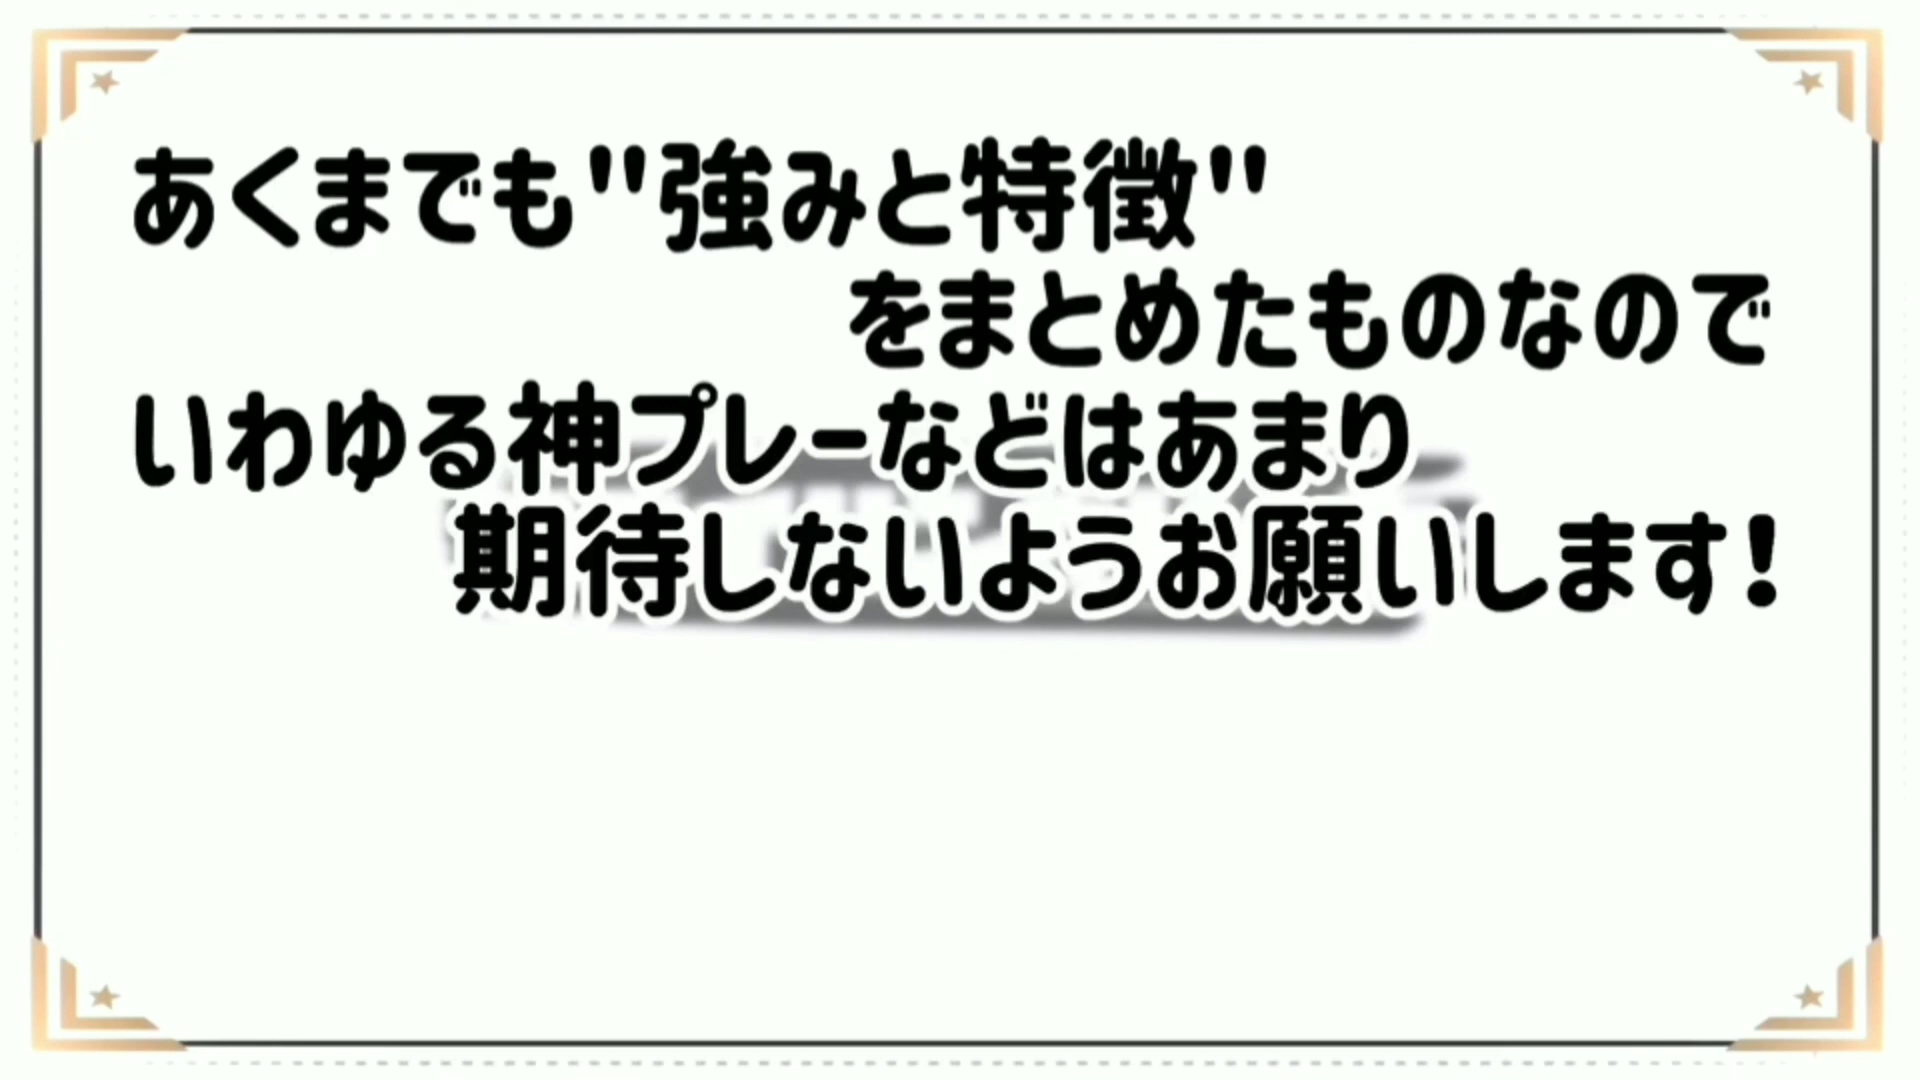 あくまでも"強みと特徴"
をまとめたものなので
いわゆる神プレーなどはあまり
期待しないようお願いします!